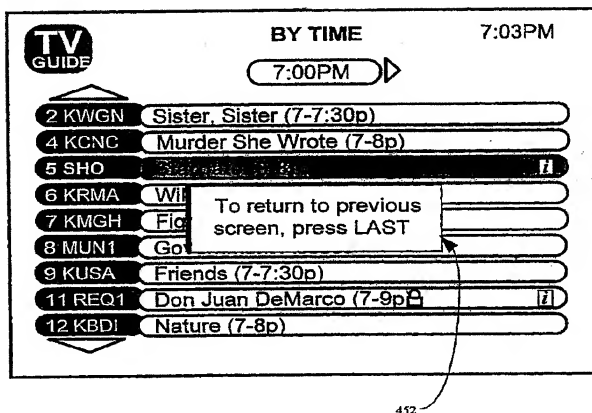 TV GUIDE
BY TIME
7:03PM
7:00PM
2 KWGN Sister, Sister (7-7:30p)
4 KCNC Murder She Wrote (7-8p)
5 SHO i
6 KRMA Wil
7 KMGH Fig
8 MUN1 Go
9 KUSA Friends (7-7:30p)
11 REQ1 Don Juan DeMarco (7-9p i
12 KBDI Nature (7-8p)
To return to previous
screen, press LAST
452